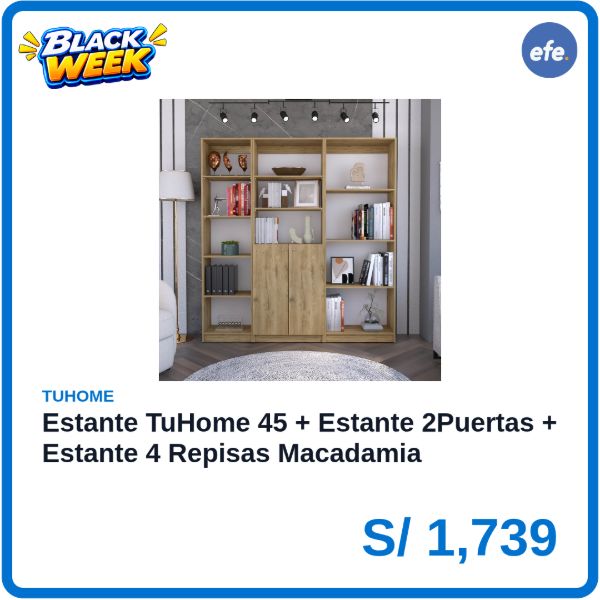 BLACK
WEEK
efe.
TUHOME
Estante TuHome 45 + Estante 2Puertas +
Estante 4 Repisas Macadamia
S/ 1,739